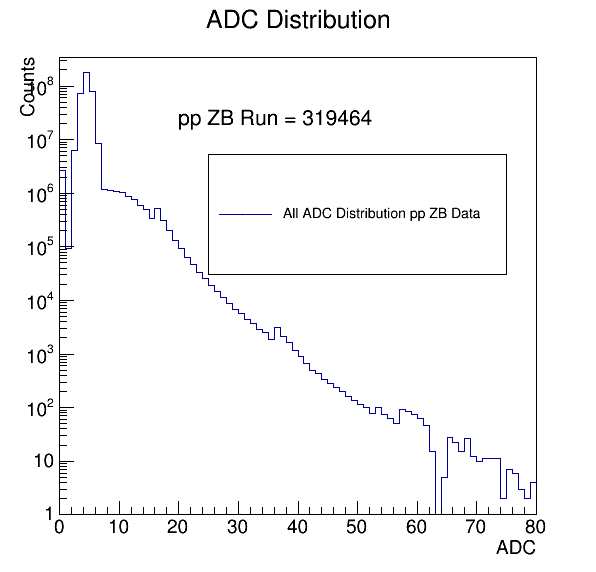 ADC Distribution
Counts
pp ZB Run = 319464
All ADC Distribution pp ZB Data
10^8
10^7
10^6
10^5
10^4
10^3
10^2
10
1
0 10 20 30 40 50 60 70 80
ADC